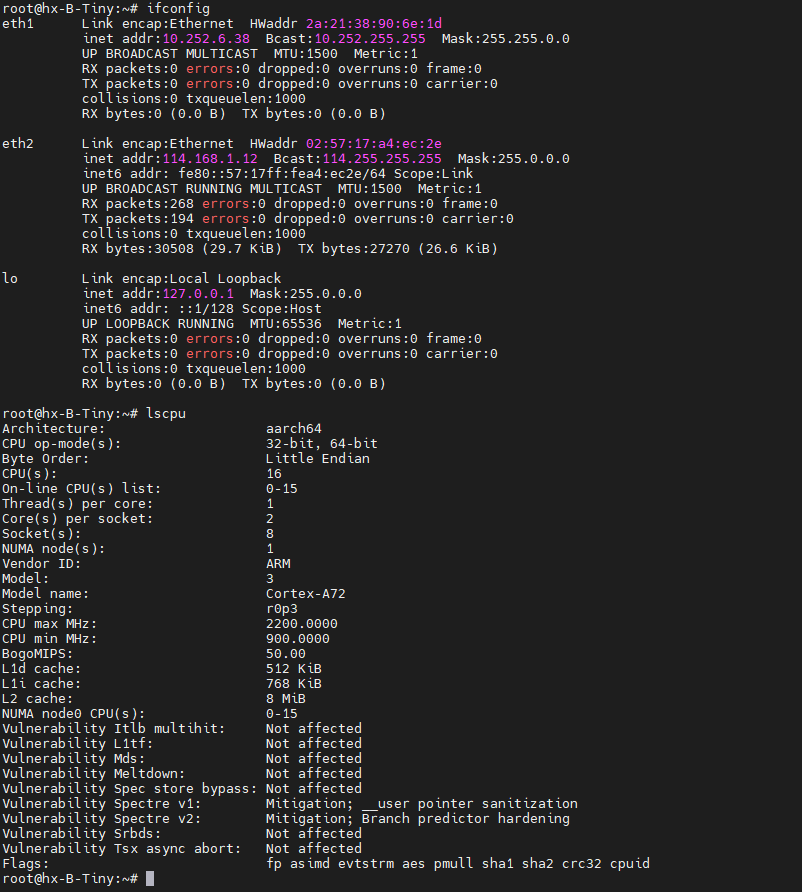 root@hx-B-Tiny:~# ifconfig
eth1      Link encap:Ethernet  HWaddr 2a:21:38:90:6e:1d
          inet addr:10.252.6.38  Bcast:10.252.255.255  Mask:255.255.0.0
          UP BROADCAST MULTICAST  MTU:1500  Metric:1
          RX packets:0 errors:0 dropped:0 overruns:0 frame:0
          TX packets:0 errors:0 dropped:0 overruns:0 carrier:0
          collisions:0 txqueuelen:1000
          RX bytes:0 (0.0 B)  TX bytes:0 (0.0 B)

eth2      Link encap:Ethernet  HWaddr 02:57:17:a4:ec:2e
          inet addr:114.168.1.12  Bcast:114.255.255.255  Mask:255.0.0.0
          inet6 addr: fe80::57:17ff:fea4:ec2e/64 Scope:Link
          UP BROADCAST RUNNING MULTICAST  MTU:1500  Metric:1
          RX packets:268 errors:0 dropped:0 overruns:0 frame:0
          TX packets:194 errors:0 dropped:0 overruns:0 carrier:0
          collisions:0 txqueuelen:1000
          RX bytes:30508 (29.7 KiB)  TX bytes:27270 (26.6 KiB)

lo        Link encap:Local Loopback
          inet addr:127.0.0.1  Mask:255.0.0.0
          inet6 addr: ::1/128 Scope:Host
          UP LOOPBACK RUNNING  MTU:65536  Metric:1
          RX packets:0 errors:0 dropped:0 overruns:0 frame:0
          TX packets:0 errors:0 dropped:0 overruns:0 carrier:0
          collisions:0 txqueuelen:1000
          RX bytes:0 (0.0 B)  TX bytes:0 (0.0 B)

root@hx-B-Tiny:~# lscpu
Architecture:                    aarch64
CPU op-mode(s):                  32-bit, 64-bit
Byte Order:                      Little Endian
CPU(s):                          16
On-line CPU(s) list:             0-15
Thread(s) per core:              1
Core(s) per socket:              2
Socket(s):                       8
NUMA node(s):                    1
Vendor ID:                       ARM
Model:                           3
Model name:                      Cortex-A72
Stepping:                        r0p3
CPU max MHz:                     2200.0000
CPU min MHz:                     900.0000
BogoMIPS:                        50.00
L1d cache:                       512 KiB
L1i cache:                       768 KiB
L2 cache:                        8 MiB
NUMA node0 CPU(s):               0-15
Vulnerability Itlb multihit:     Not affected
Vulnerability L1tf:              Not affected
Vulnerability Mds:               Not affected
Vulnerability Meltdown:          Not affected
Vulnerability Spec store bypass: Not affected
Vulnerability Spectre v1:        Mitigation; __user pointer sanitization
Vulnerability Spectre v2:        Mitigation; Branch predictor hardening
Vulnerability Srbds:             Not affected
Vulnerability Tsx async abort:   Not affected
Flags:                           fp asimd evtstrm aes pmull sha1 sha2 crc32 cpuid
root@hx-B-Tiny:~#